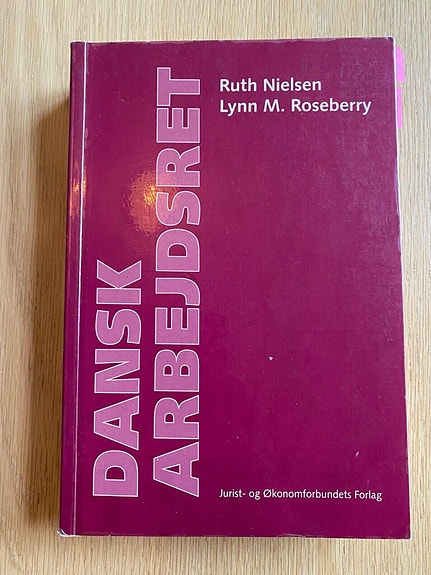 Ruth Nielsen
Lynn M. Roseberry
DANSK
ARBEJDSRET
Jurist- og Økonomforbundets Forlag